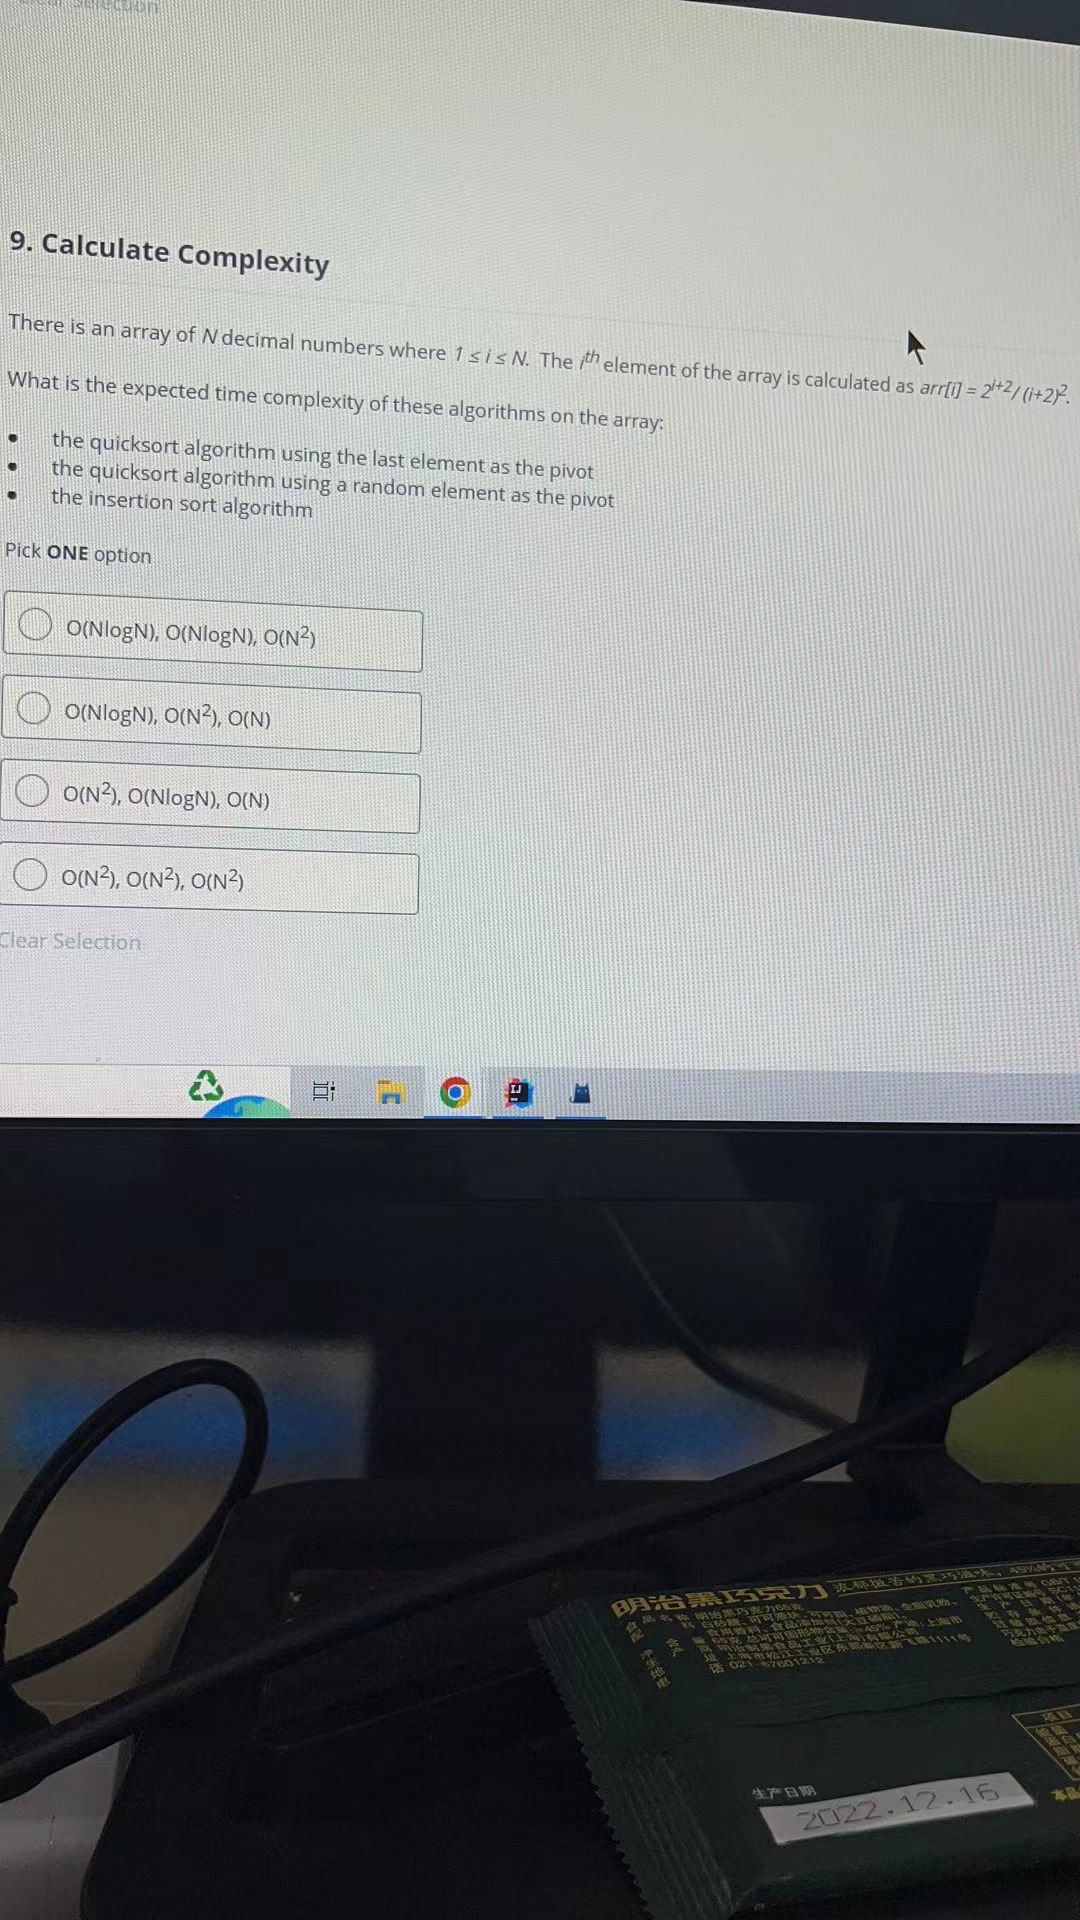 9. Calculate Complexity
There is an array of N decimal numbers where 1 ≤ i ≤ N. The iᵗʰ element of the array is calculated as arr[i] = 2ⁱ⁺²/ (i+2)².
What is the expected time complexity of these algorithms on the array:
• the quicksort algorithm using the last element as the pivot
• the quicksort algorithm using a random element as the pivot
• the insertion sort algorithm
Pick ONE option
O(NlogN), O(NlogN), O(N²)
O(NlogN), O(N²), O(N)
O(N²), O(NlogN), O(N)
O(N²), O(N²), O(N²)
Clear Selection
明治黑巧克力
生产日期
2022.12.16